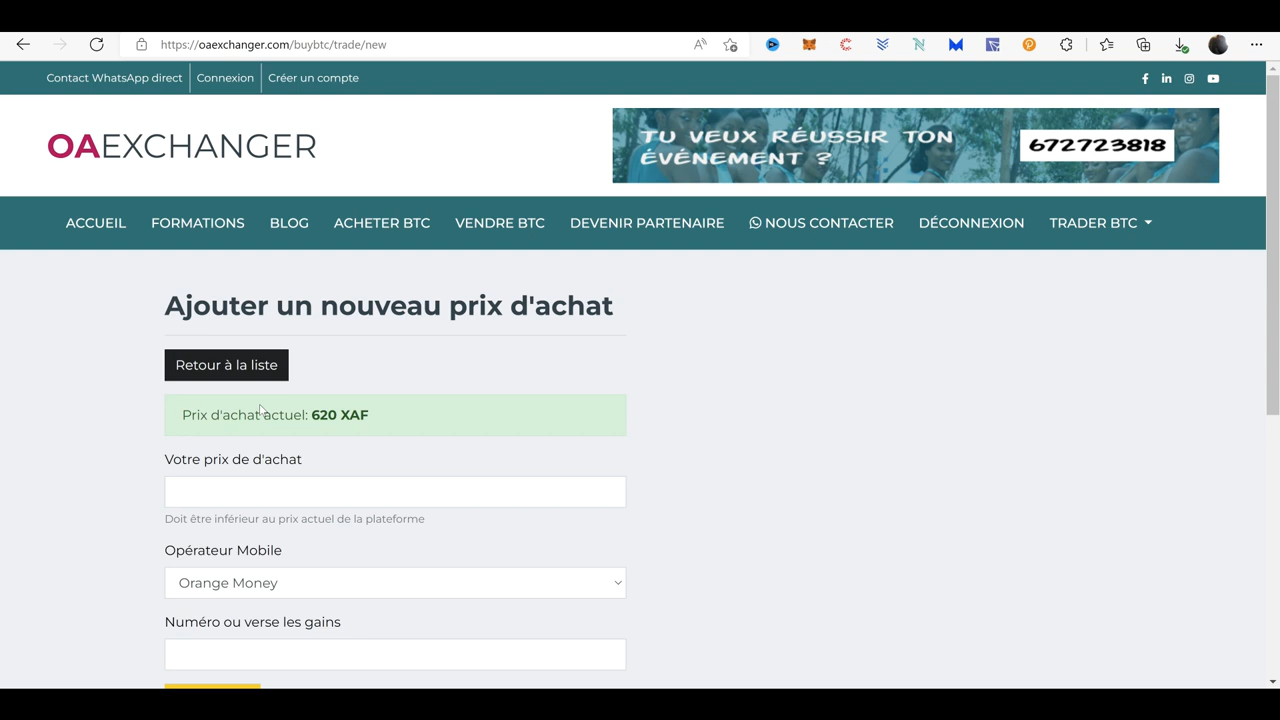 https://oaexchanger.com/buybtc/trade/new
Contact WhatsApp direct
Connexion
Créer un compte
OAEXCHANGER
TU VEUX RÉUSSIR TON
ÉVÉNEMENT ?
672723818
ACCUEIL
FORMATIONS
BLOG
ACHETER BTC
VENDRE BTC
DEVENIR PARTENAIRE
NOUS CONTACTER
DÉCONNEXION
TRADER BTC
Ajouter un nouveau prix d'achat
Retour à la liste
Prix d'achat actuel: 620 XAF
Votre prix de d'achat
Doit être inférieur au prix actuel de la plateforme
Opérateur Mobile
Orange Money
Numéro ou verse les gains